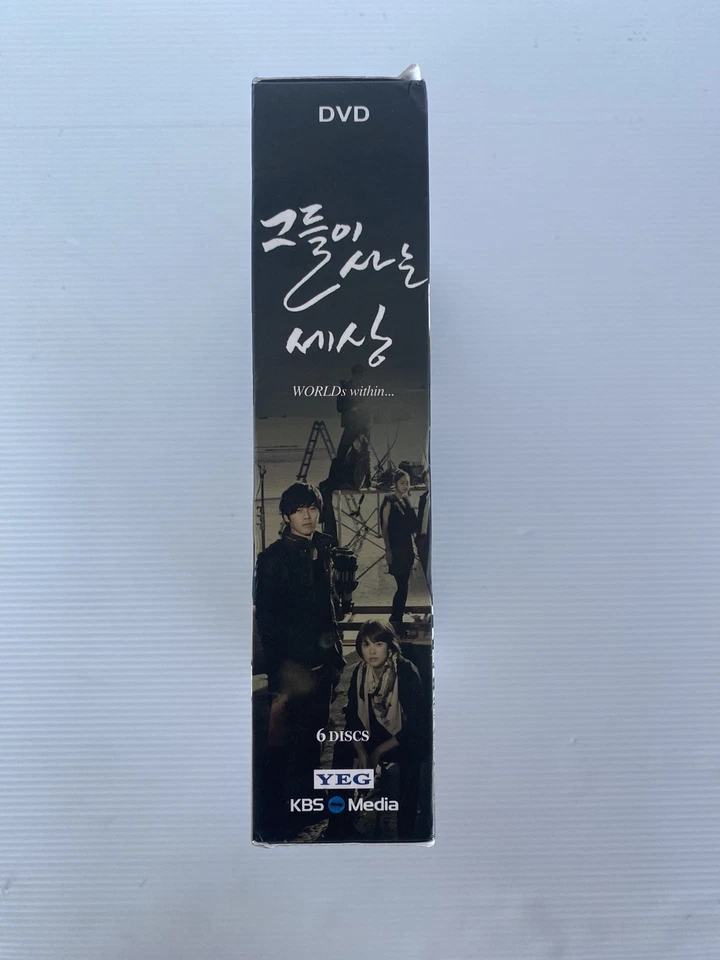 DVD
그들이
사는
세상
WORLDs within...
6 DISCS
YEG
KBS Media